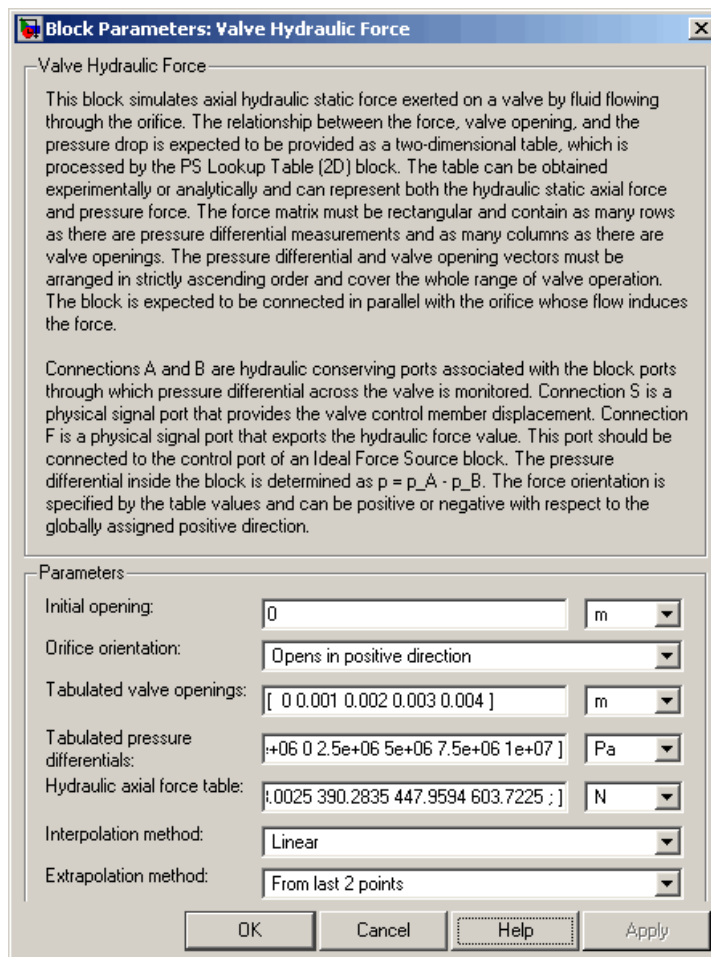 Block Parameters: Valve Hydraulic Force
Valve Hydraulic Force
This block simulates axial hydraulic static force exerted on a valve by fluid flowing
through the orifice. The relationship between the force, valve opening, and the
pressure drop is expected to be provided as a two-dimensional table, which is
processed by the PS Lookup Table (2D) block. The table can be obtained
experimentally or analytically and can represent both the hydraulic static axial force
and pressure force. The force matrix must be rectangular and contain as many rows
as there are pressure differential measurements and as many columns as there are
valve openings. The pressure differential and valve opening vectors must be
arranged in strictly ascending order and cover the whole range of valve operation.
The block is expected to be connected in parallel with the orifice whose flow induces
the force.
Connections A and B are hydraulic conserving ports associated with the block ports
through which pressure differential across the valve is monitored. Connection S is a
physical signal port that provides the valve control member displacement. Connection
F is a physical signal port that exports the hydraulic force value. This port should be
connected to the control port of an Ideal Force Source block. The pressure
differential inside the block is determined as p = p_A - p_B. The force orientation is
specified by the table values and can be positive or negative with respect to the
globally assigned positive direction.
Parameters
Initial opening: 0 m
Orifice orientation: Opens in positive direction
Tabulated valve openings: [ 0 0.001 0.002 0.003 0.004 ] m
Tabulated pressure
differentials: +06 0 2.5e+06 5e+06 7.5e+06 1e+07 ] Pa
Hydraulic axial force table: .0025 390.2835 447.9594 603.7225 ; ] N
Interpolation method: Linear
Extrapolation method: From last 2 points
OK Cancel Help Apply